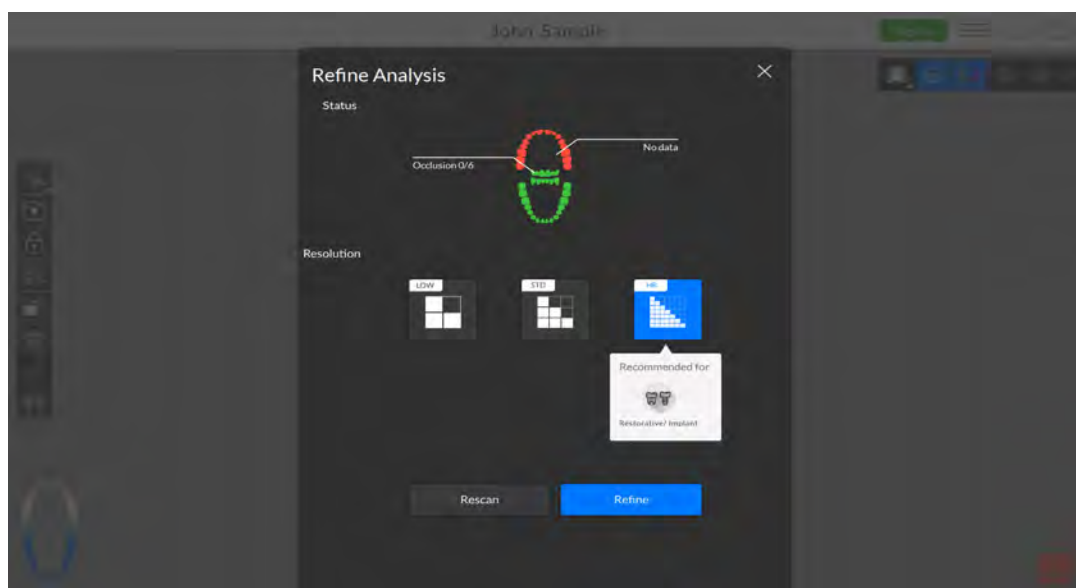 John Sample
Refine Analysis
Status
No data
Occlusion 0/6
Resolution
LOW
STD
HR
Recommended for
Restorative/ Implant
Rescan
Refine